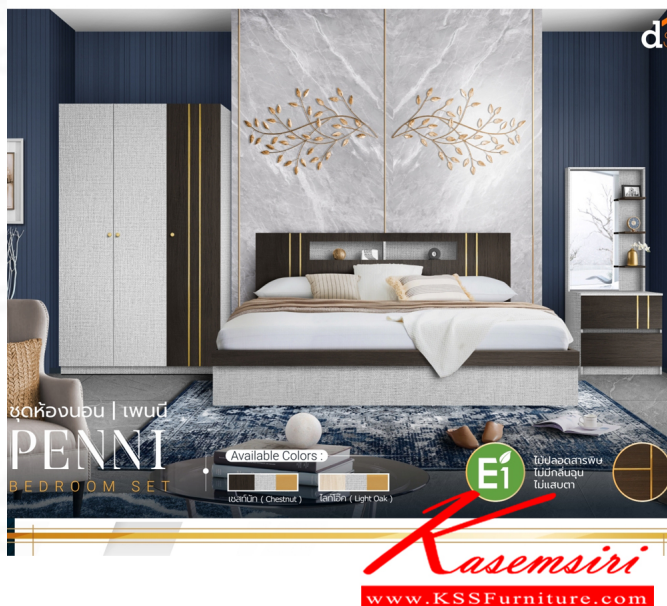 ชุดห้องนอน | เพนนี
PENNI
BEDROOM SET
Available Colors :
เชสท์นัท ( Chestnut )
ไลท์โอ๊ค ( Light Oak )
E1
ไม้ปลอดสารพิษ
ไม่มีกลิ่นฉุน
ไม่แสบตา
Kasemsiri
www.KSSFurniture.com